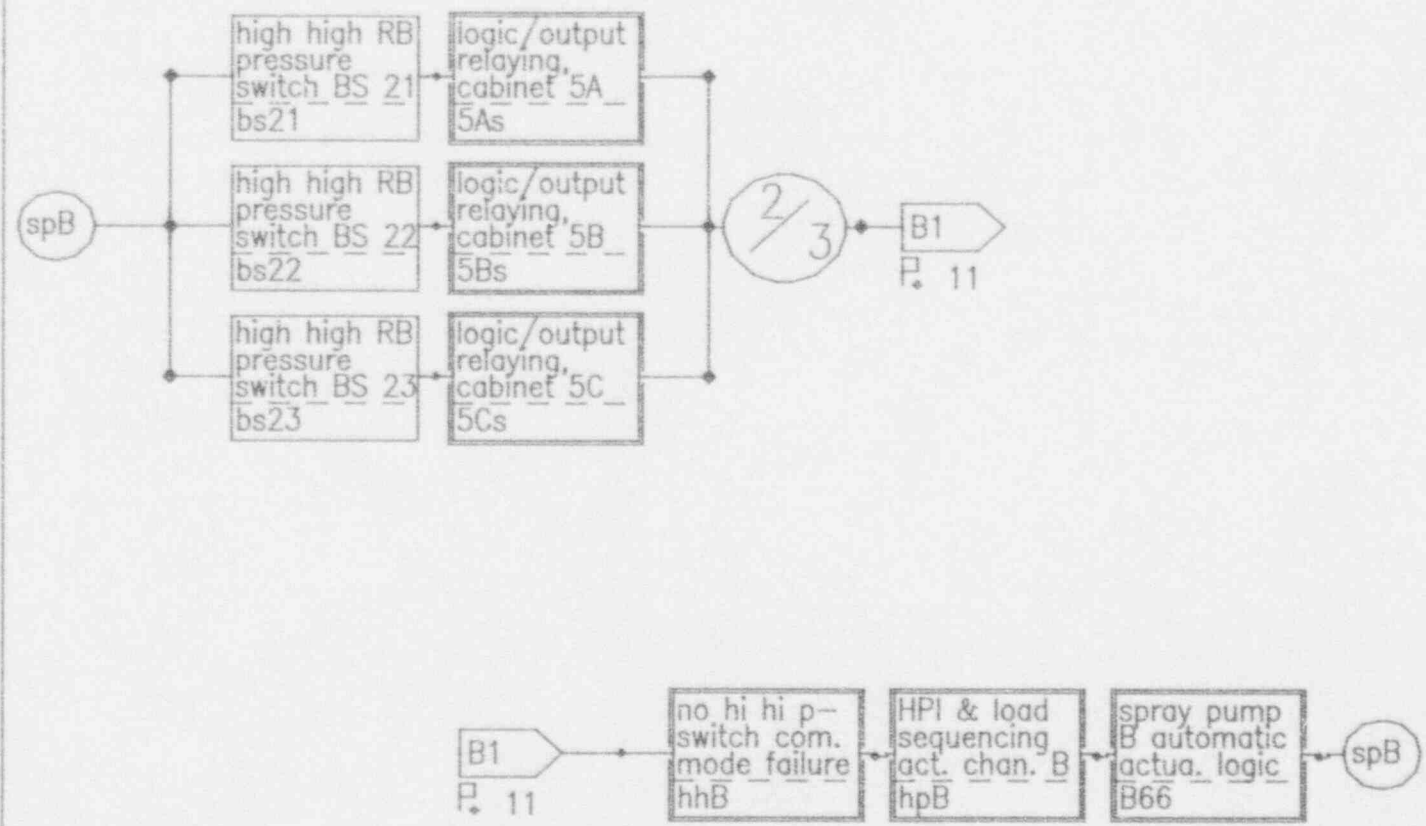 high high RB
pressure
switch BS 21
bs21
logic/output
relaying,
cabinet 5A
5As
spB
high high RB
pressure
switch BS 22
bs22
logic/output
relaying,
cabinet 5B
5Bs
2/3
B1
P. 11
high high RB
pressure
switch BS 23
bs23
logic/output
relaying,
cabinet 5C
5Cs
B1
P. 11
no hi hi p-
switch com.
mode failure
hhB
HPI & load
sequencing
act. chan. B
hpB
spray pump
B automatic
actua. logic
B66
spB